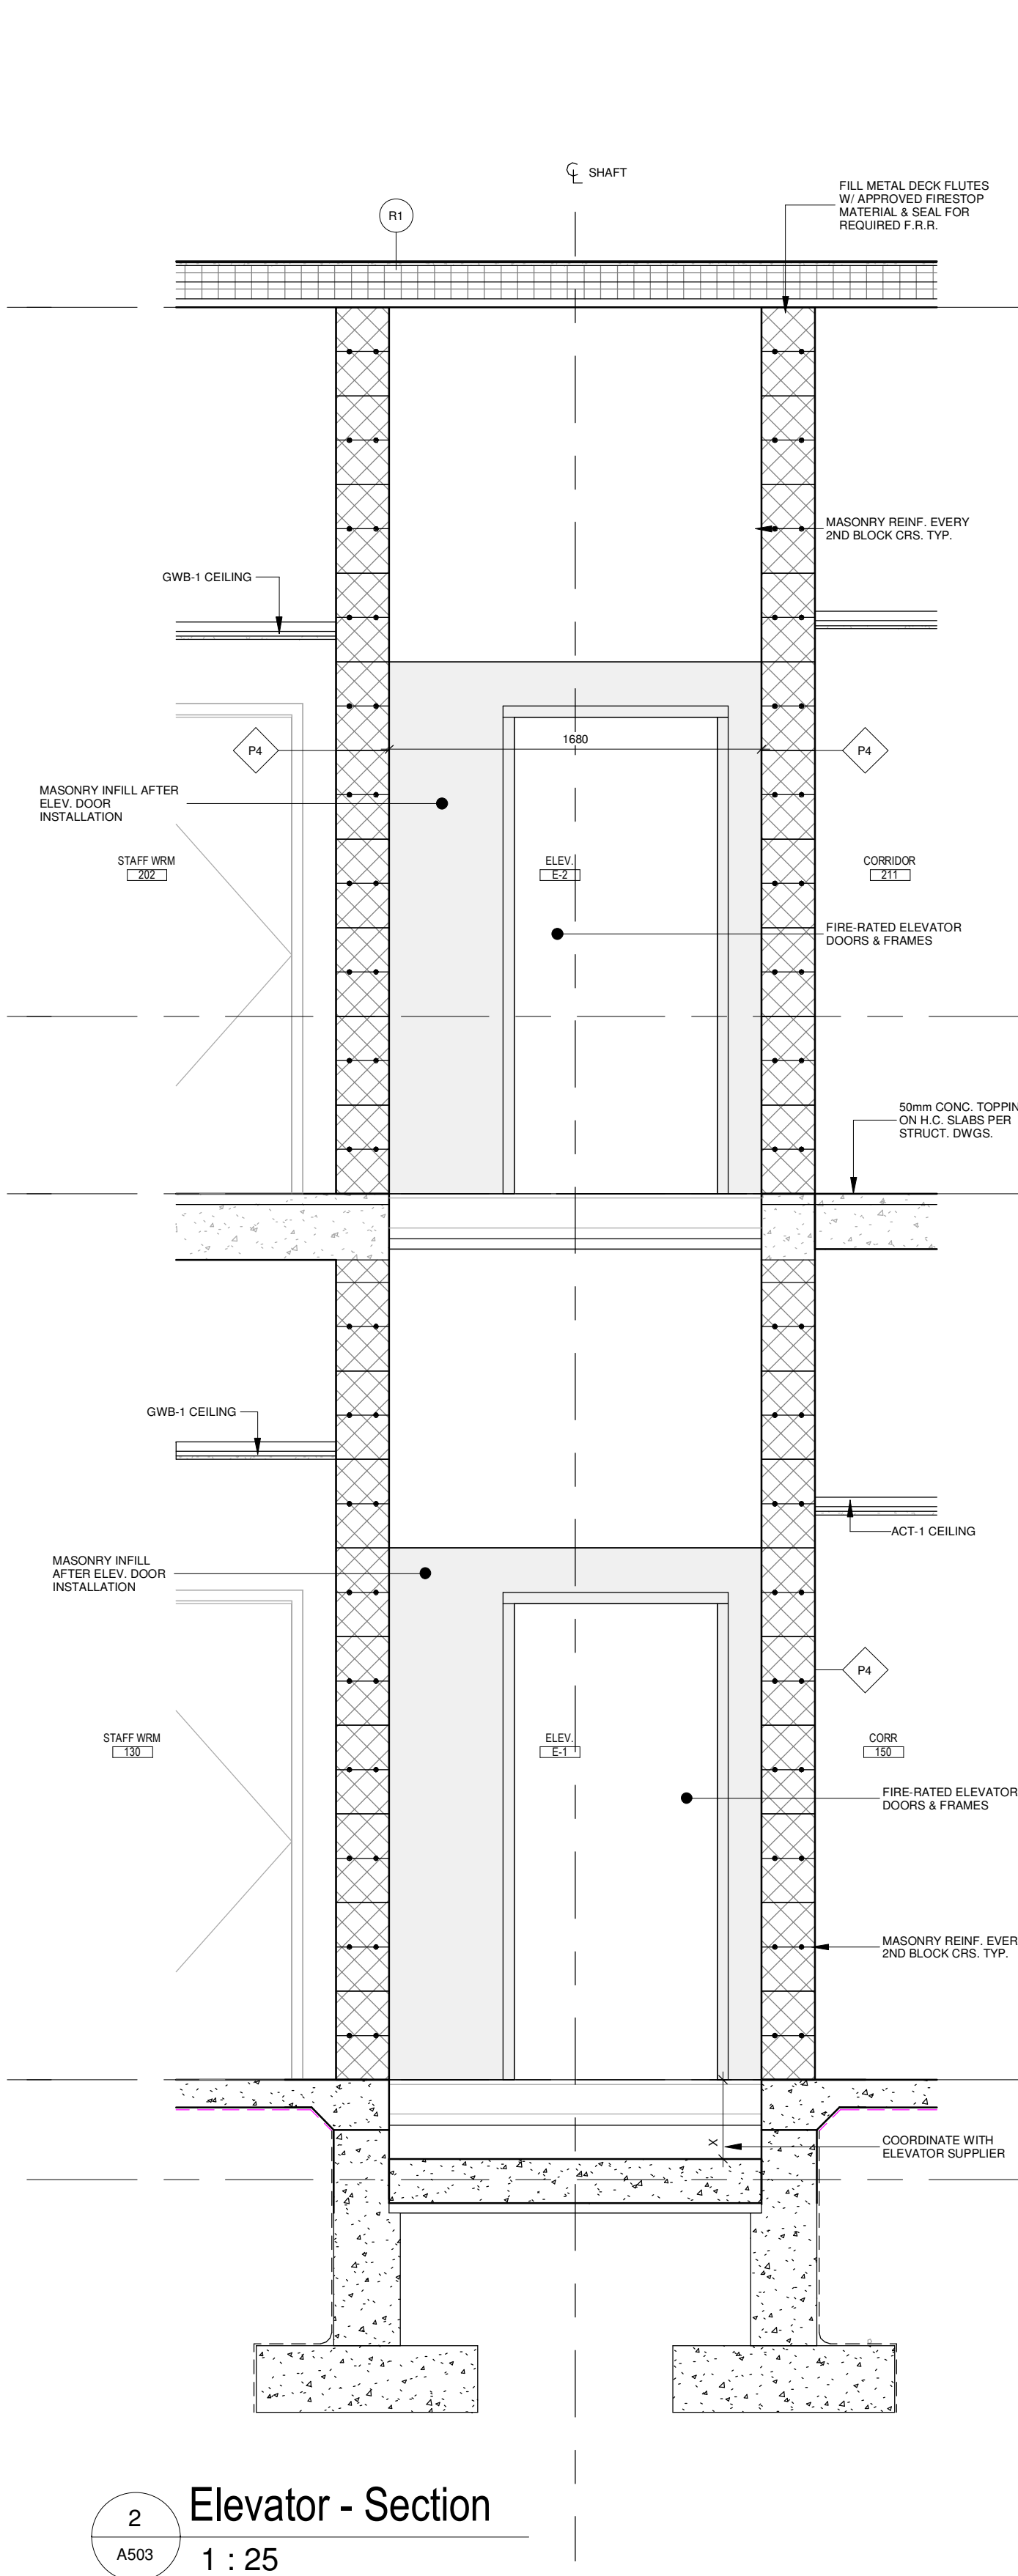 ℄ SHAFT
FILL METAL DECK FLUTES
W/ APPROVED FIRESTOP
MATERIAL & SEAL FOR
REQUIRED F.R.R.
R1
MASONRY REINF. EVERY
2ND BLOCK CRS. TYP.
GWB-1 CEILING
1680
P4
P4
MASONRY INFILL AFTER
ELEV. DOOR
INSTALLATION
STAFF WRM
202
ELEV.
E-2
CORRIDOR
211
FIRE-RATED ELEVATOR
DOORS & FRAMES
50mm CONC. TOPPIN
ON H.C. SLABS PER
STRUCT. DWGS.
GWB-1 CEILING
ACT-1 CEILING
MASONRY INFILL
AFTER ELEV. DOOR
INSTALLATION
P4
STAFF WRM
130
ELEV.
E-1
CORR
150
FIRE-RATED ELEVATOR
DOORS & FRAMES
MASONRY REINF. EVER
2ND BLOCK CRS. TYP.
X
COORDINATE WITH
ELEVATOR SUPPLIER
2
A503
Elevator - Section
1 : 25